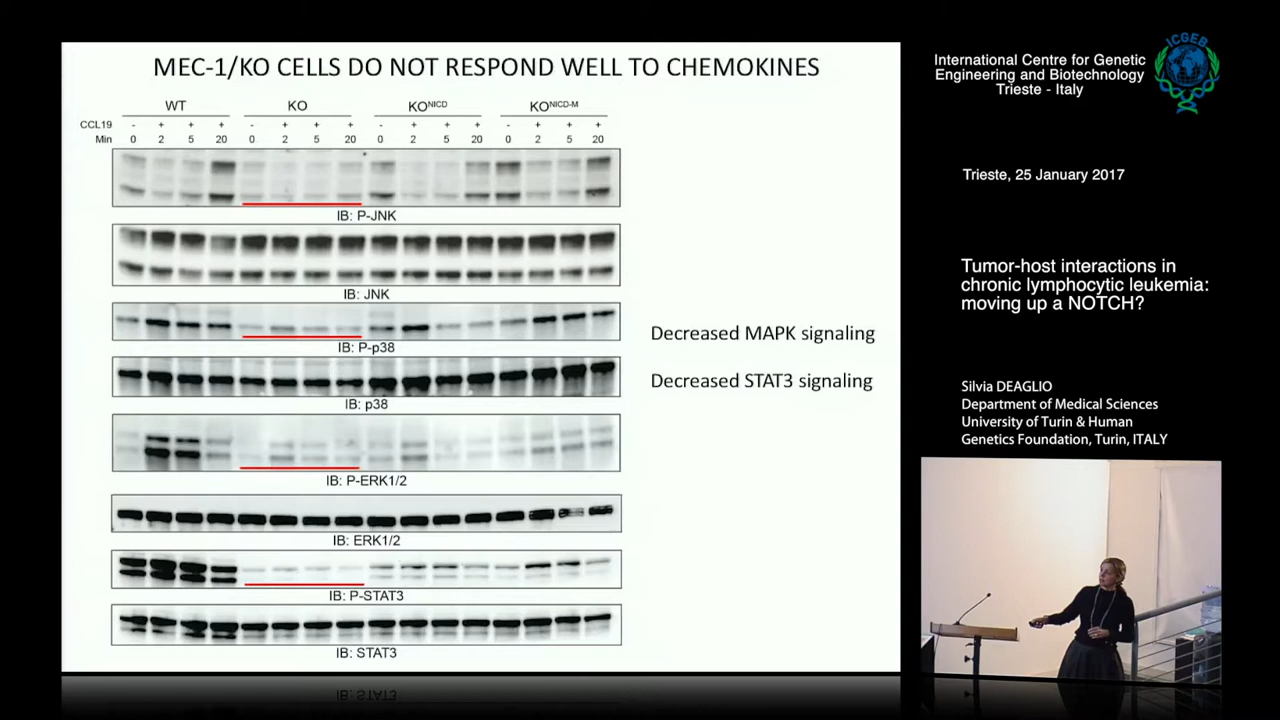 MEC-1/KO CELLS DO NOT RESPOND WELL TO CHEMOKINES
WT KO KO^NICD KO^NICD-M
CCL19 - + + + - + + + - + + + - + + +
Min 0 2 5 20 0 2 5 20 0 2 5 20 0 2 5 20
IB: P-JNK
IB: JNK
IB: P-p38
IB: p38
IB: P-ERK1/2
IB: ERK1/2
IB: P-STAT3
IB: STAT3
Decreased MAPK signaling
Decreased STAT3 signaling
International Centre for Genetic
Engineering and Biotechnology
Trieste - Italy
ICGEB
Trieste, 25 January 2017
Tumor-host interactions in
chronic lymphocytic leukemia:
moving up a NOTCH?
Silvia DEAGLIO
Department of Medical Sciences
University of Turin & Human
Genetics Foundation, Turin, ITALY